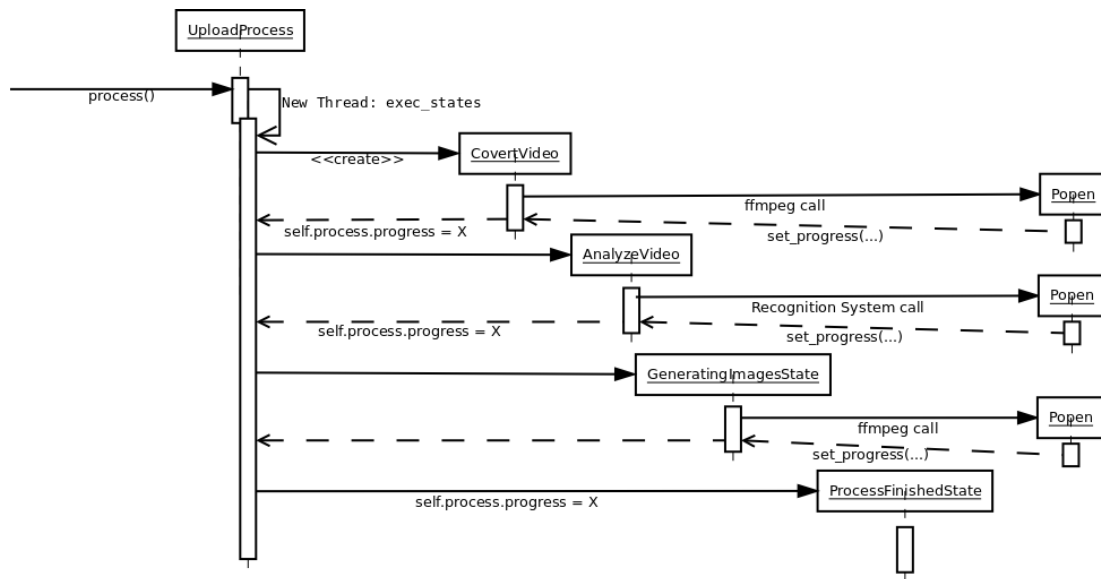 UploadProcess
process()
New Thread: exec_states
<<create>>
CovertVideo
Popen
ffmpeg call
self.process.progress = X
set_progress(...)
AnalyzeVideo
Popen
Recognition System call
self.process.progress = X
set_progress(...)
GeneratingImagesState
Popen
ffmpeg call
set_progress(...)
ProcessFinishedState
self.process.progress = X